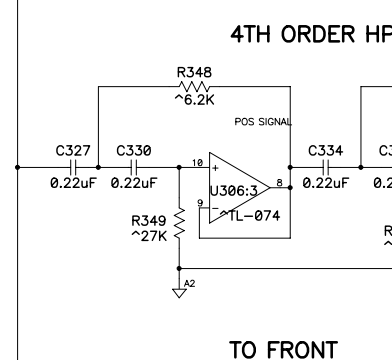 4TH ORDER HP
R348
^6.2K
POS SIGNAL
C327
C330
10
+
C334
0.22uF
0.22uF
U306:3
8
0.22uF
9
-
^TL-074
R349
^27K
A2
TO FRONT